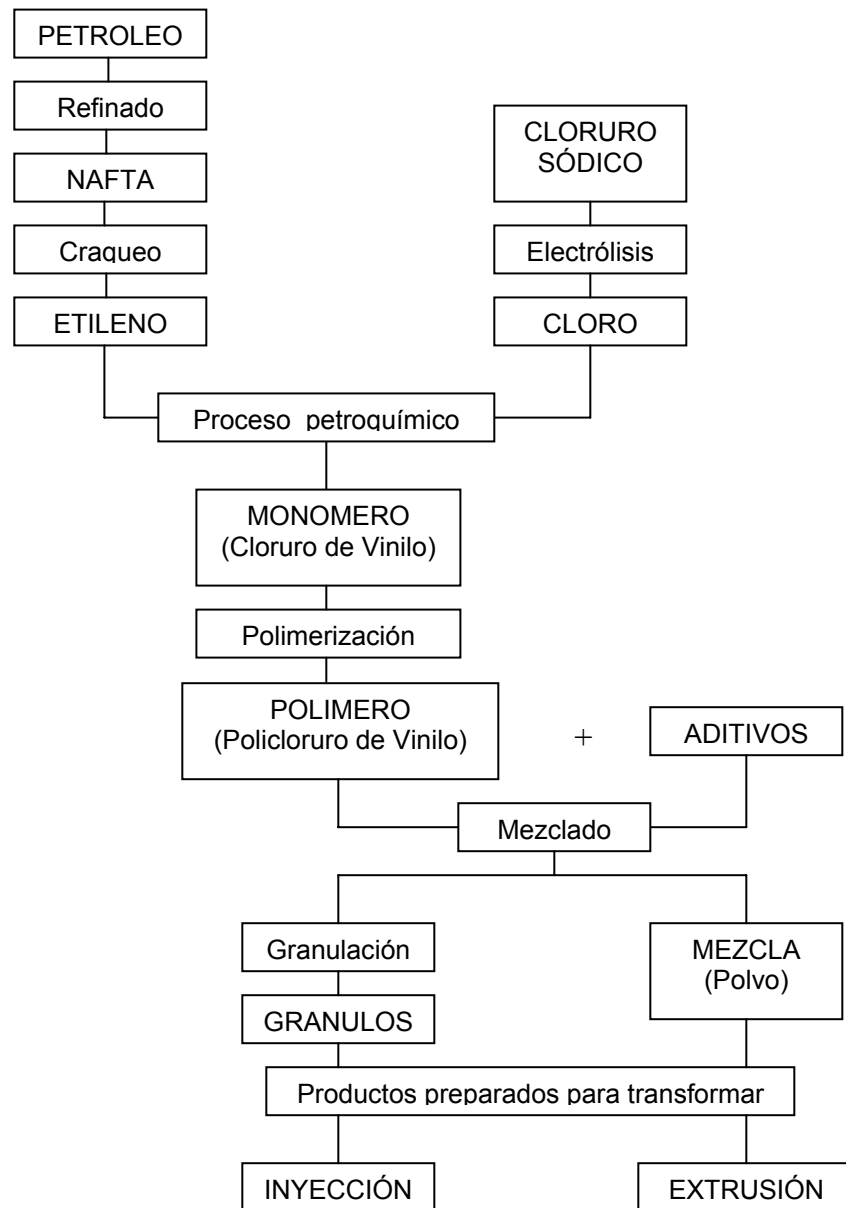 PETROLEO
Refinado
NAFTA
Craqueo
ETILENO
CLORURO
SÓDICO
Electrólisis
CLORO
Proceso petroquímico
MONOMERO
(Cloruro de Vinilo)
Polimerización
POLIMERO
(Policloruro de Vinilo)
+
ADITIVOS
Mezclado
Granulación
GRANULOS
MEZCLA
(Polvo)
Productos preparados para transformar
INYECCIÓN
EXTRUSIÓN